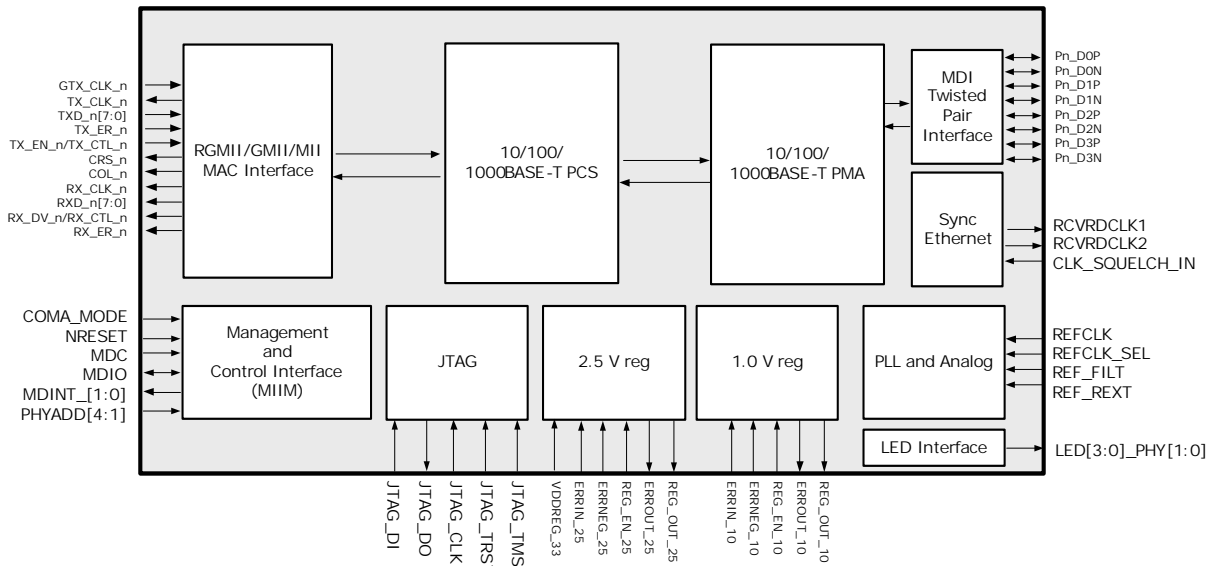 GTX_CLK_n
TX_CLK_n
TXD_n[7:0]
TX_ER_n
TX_EN_n/TX_CTL_n
CRS_n
COL_n
RX_CLK_n
RXD_n[7:0]
RX_DV_n/RX_CTL_n
RX_ER_n
RGMII/GMII/MII
MAC Interface
10/100/
1000BASE-T PCS
10/100/
1000BASE-T PMA
MDI
Twisted
Pair
Interface
Pn_D0P
Pn_D0N
Pn_D1P
Pn_D1N
Pn_D2P
Pn_D2N
Pn_D3P
Pn_D3N
Sync
Ethernet
RCVRDCLK1
RCVRDCLK2
CLK_SQUELCH_IN
COMA_MODE
NRESET
MDC
MDIO
MDINT_[1:0]
PHYADD[4:1]
Management
and
Control Interface
(MIIM)
JTAG
2.5 V reg
1.0 V reg
PLL and Analog
REFCLK
REFCLK_SEL
REF_FILT
REF_REXT
LED Interface
LED[3:0]_PHY[1:0]
JTAG_DI
JTAG_DO
JTAG_CLK
JTAG_TRS
JTAG_TMS
VDDREG_33
ERRIN_25
ERRNEG_25
REG_EN_25
ERROUT_25
REG_OUT_25
ERRIN_10
ERRNEG_10
REG_EN_10
ERROUT_10
REG_OUT_10